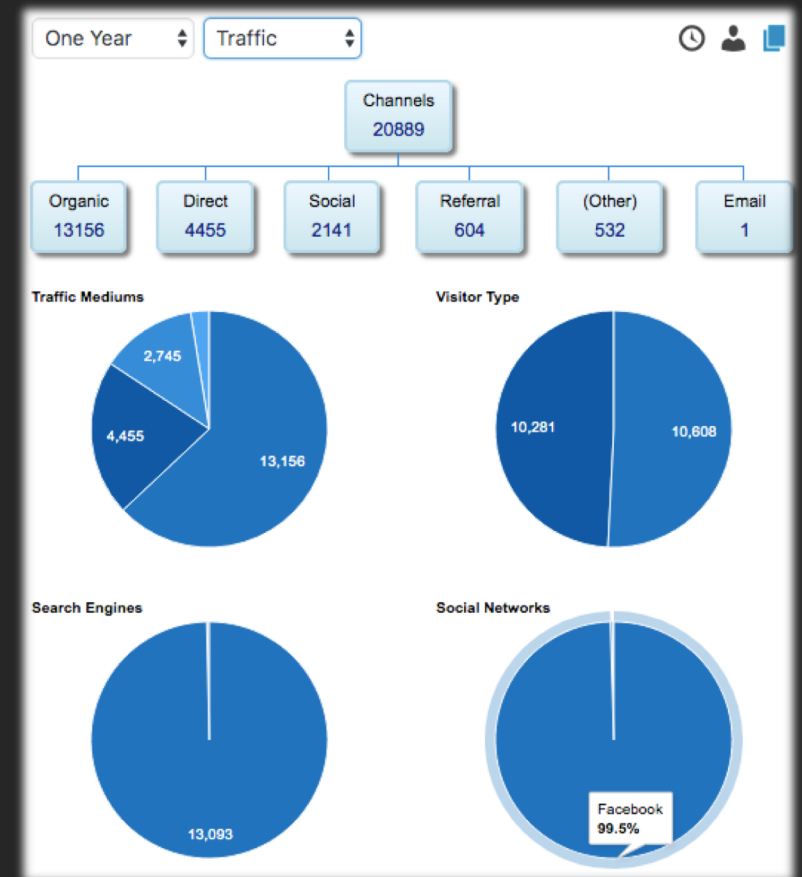 One Year Traffic
Channels
20889
Organic Direct Social Referral (Other) Email
13156 4455 2141 604 532 1
Traffic Mediums Visitor Type
2,745
4,455
13,156
10,281
10,608
Search Engines Social Networks
13,093
Facebook
99.5%